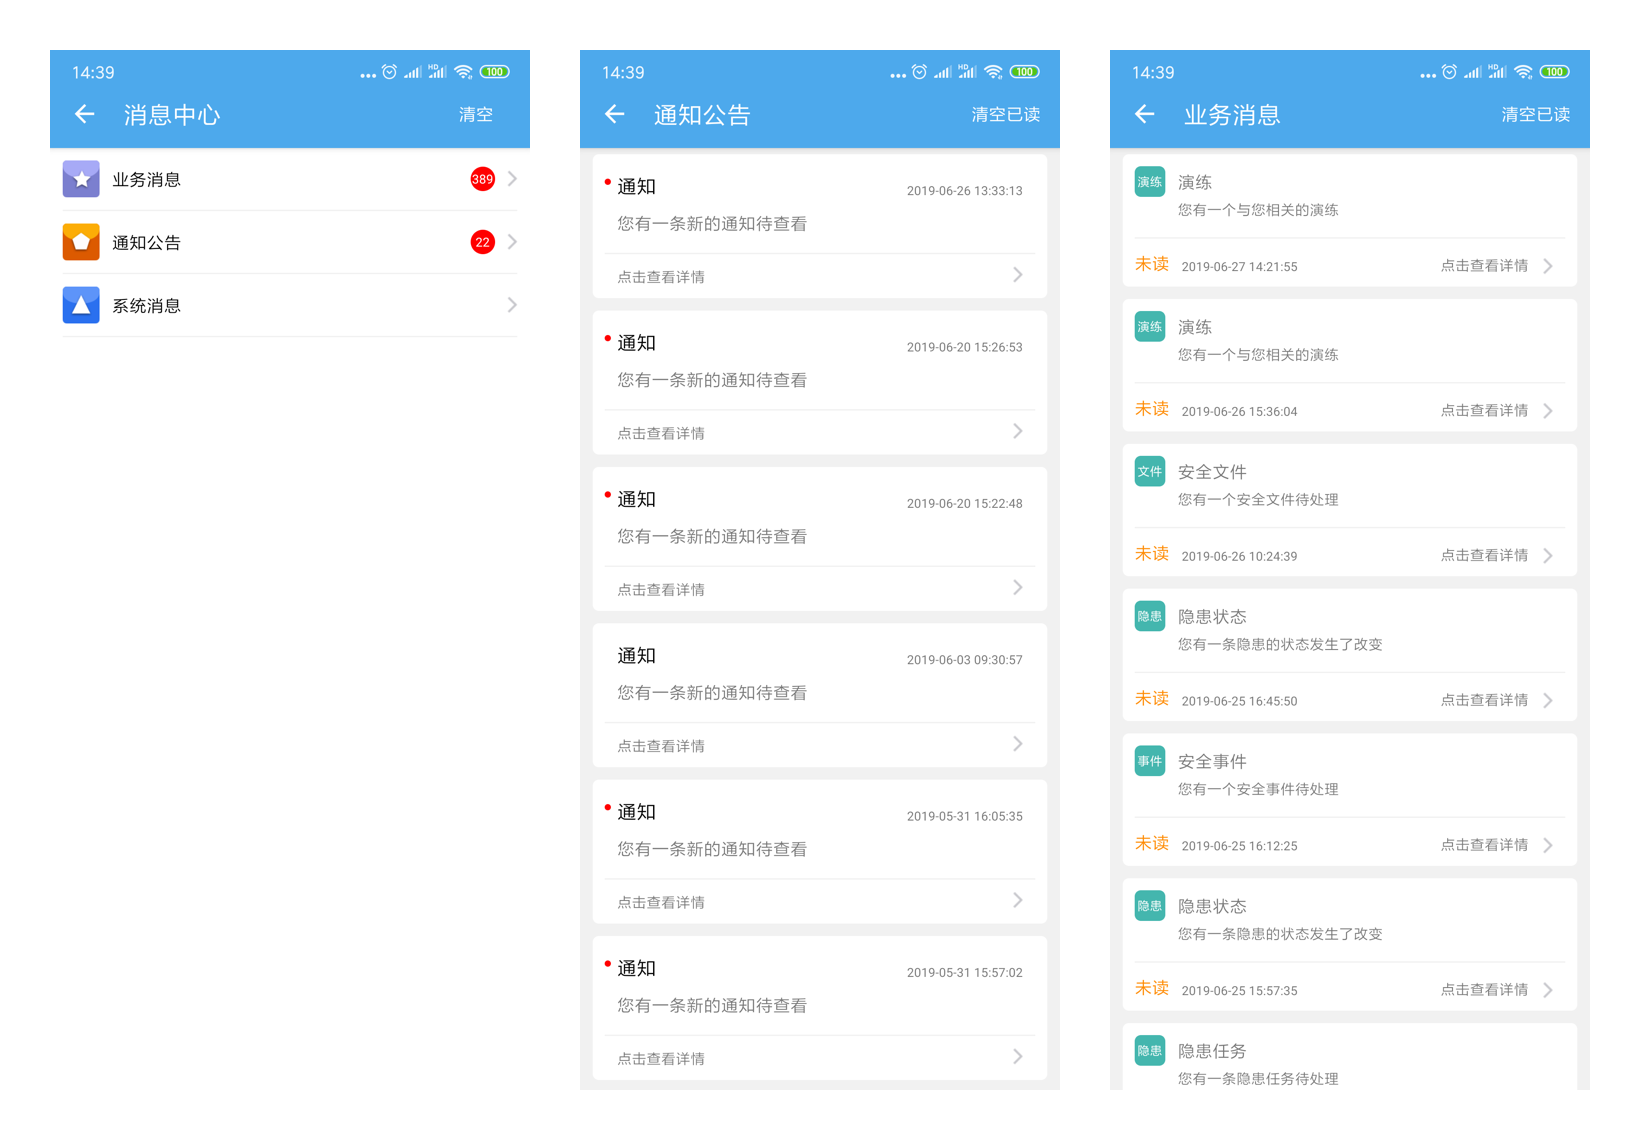 14:39
HD
100
消息中心
清空
业务消息
389
通知公告
22
系统消息
14:39
HD
100
通知公告
清空已读
通知
2019-06-26 13:33:13
您有一条新的通知待查看
点击查看详情
通知
2019-06-20 15:26:53
您有一条新的通知待查看
点击查看详情
通知
2019-06-20 15:22:48
您有一条新的通知待查看
点击查看详情
通知
2019-06-03 09:30:57
您有一条新的通知待查看
点击查看详情
通知
2019-05-31 16:05:35
您有一条新的通知待查看
点击查看详情
通知
2019-05-31 15:57:02
您有一条新的通知待查看
点击查看详情
14:39
HD
100
业务消息
清空已读
演练 演练
您有一个与您相关的演练
未读 2019-06-27 14:21:55 点击查看详情
演练 演练
您有一个与您相关的演练
未读 2019-06-26 15:36:04 点击查看详情
文件 安全文件
您有一个安全文件待处理
未读 2019-06-26 10:24:39 点击查看详情
隐患 隐患状态
您有一条隐患的状态发生了改变
未读 2019-06-25 16:45:50 点击查看详情
事件 安全事件
您有一个安全事件待处理
未读 2019-06-25 16:12:25 点击查看详情
隐患 隐患状态
您有一条隐患的状态发生了改变
未读 2019-06-25 15:57:35 点击查看详情
隐患 隐患任务
您有一条隐患任务待处理